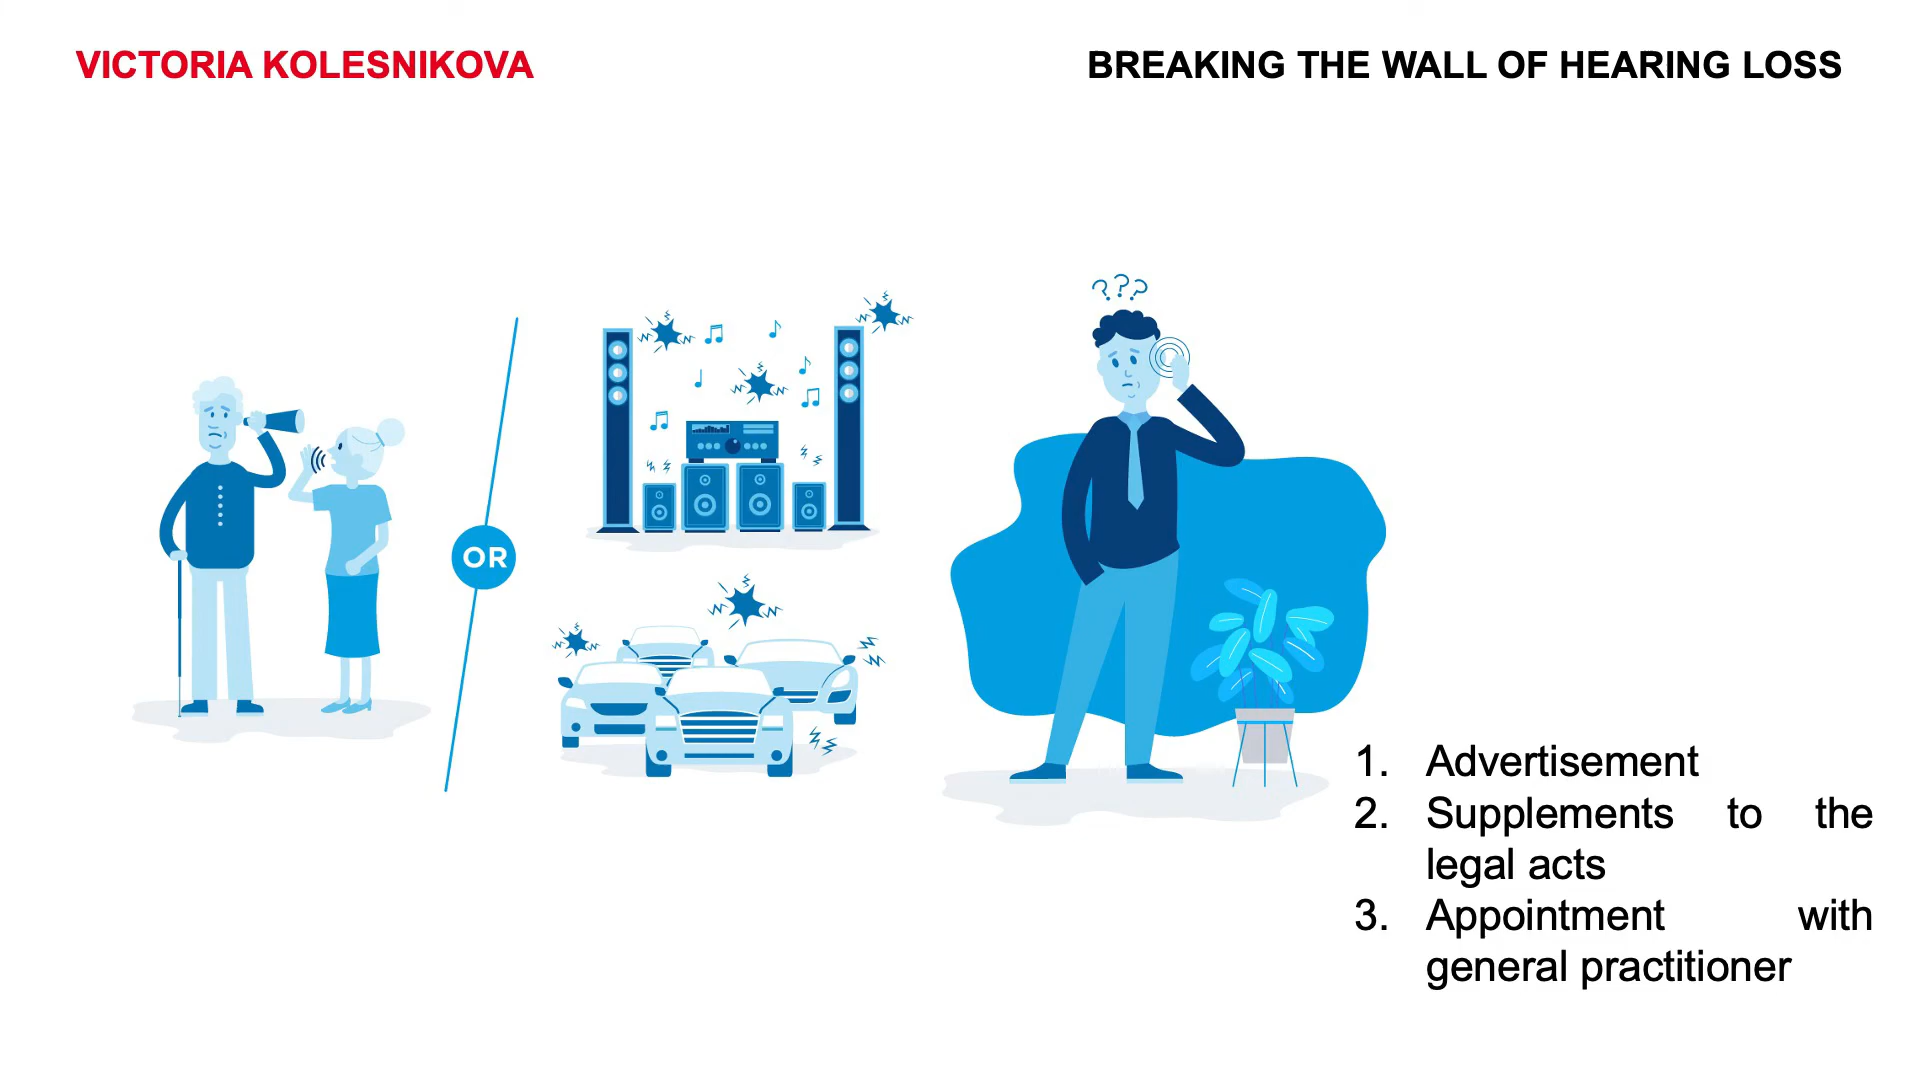 VICTORIA KOLESNIKOVA
BREAKING THE WALL OF HEARING LOSS
???
OR
1. Advertisement
2. Supplements to the
legal acts
3. Appointment with
general practitioner